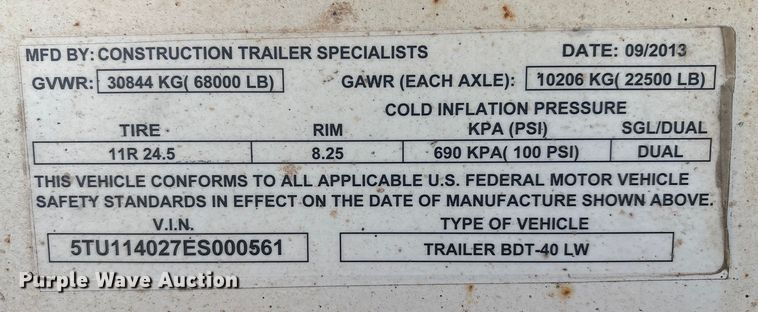 MFD BY: CONSTRUCTION TRAILER SPECIALISTS DATE: 09/2013
GVWR: 30844 KG( 68000 LB) GAWR (EACH AXLE): 10206 KG( 22500 LB)
COLD INFLATION PRESSURE
TIRE RIM KPA (PSI) SGL/DUAL
11R 24.5 8.25 690 KPA( 100 PSI) DUAL
THIS VEHICLE CONFORMS TO ALL APPLICABLE U.S. FEDERAL MOTOR VEHICLE
SAFETY STANDARDS IN EFFECT ON THE DATE OF MANUFACTURE SHOWN ABOVE.
V.I.N. TYPE OF VEHICLE
5TU114027ES000561 TRAILER BDT-40 LW
Purple Wave Auction